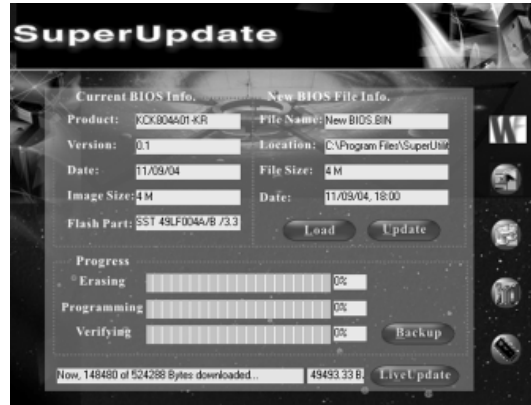 SuperUpdate
Current BIOS Info.
Product: KCK804A01-KR
Version: 0.1
Date: 11/09/04
Image Size: 4 M
Flash Part: SST 49LF004A/B /3.3
New BIOS File Info.
File Name: New BIOS.BIN
Location: C:\Program Files\SuperUtilit
File Size: 4 M
Date: 11/09/04, 18:00
Load Update
Progress
Erasing 0%
Programming 0%
Verifying 0%
Backup
Now, 148480 of 524288 Bytes downloaded... 49493.33 B. LiveUpdate